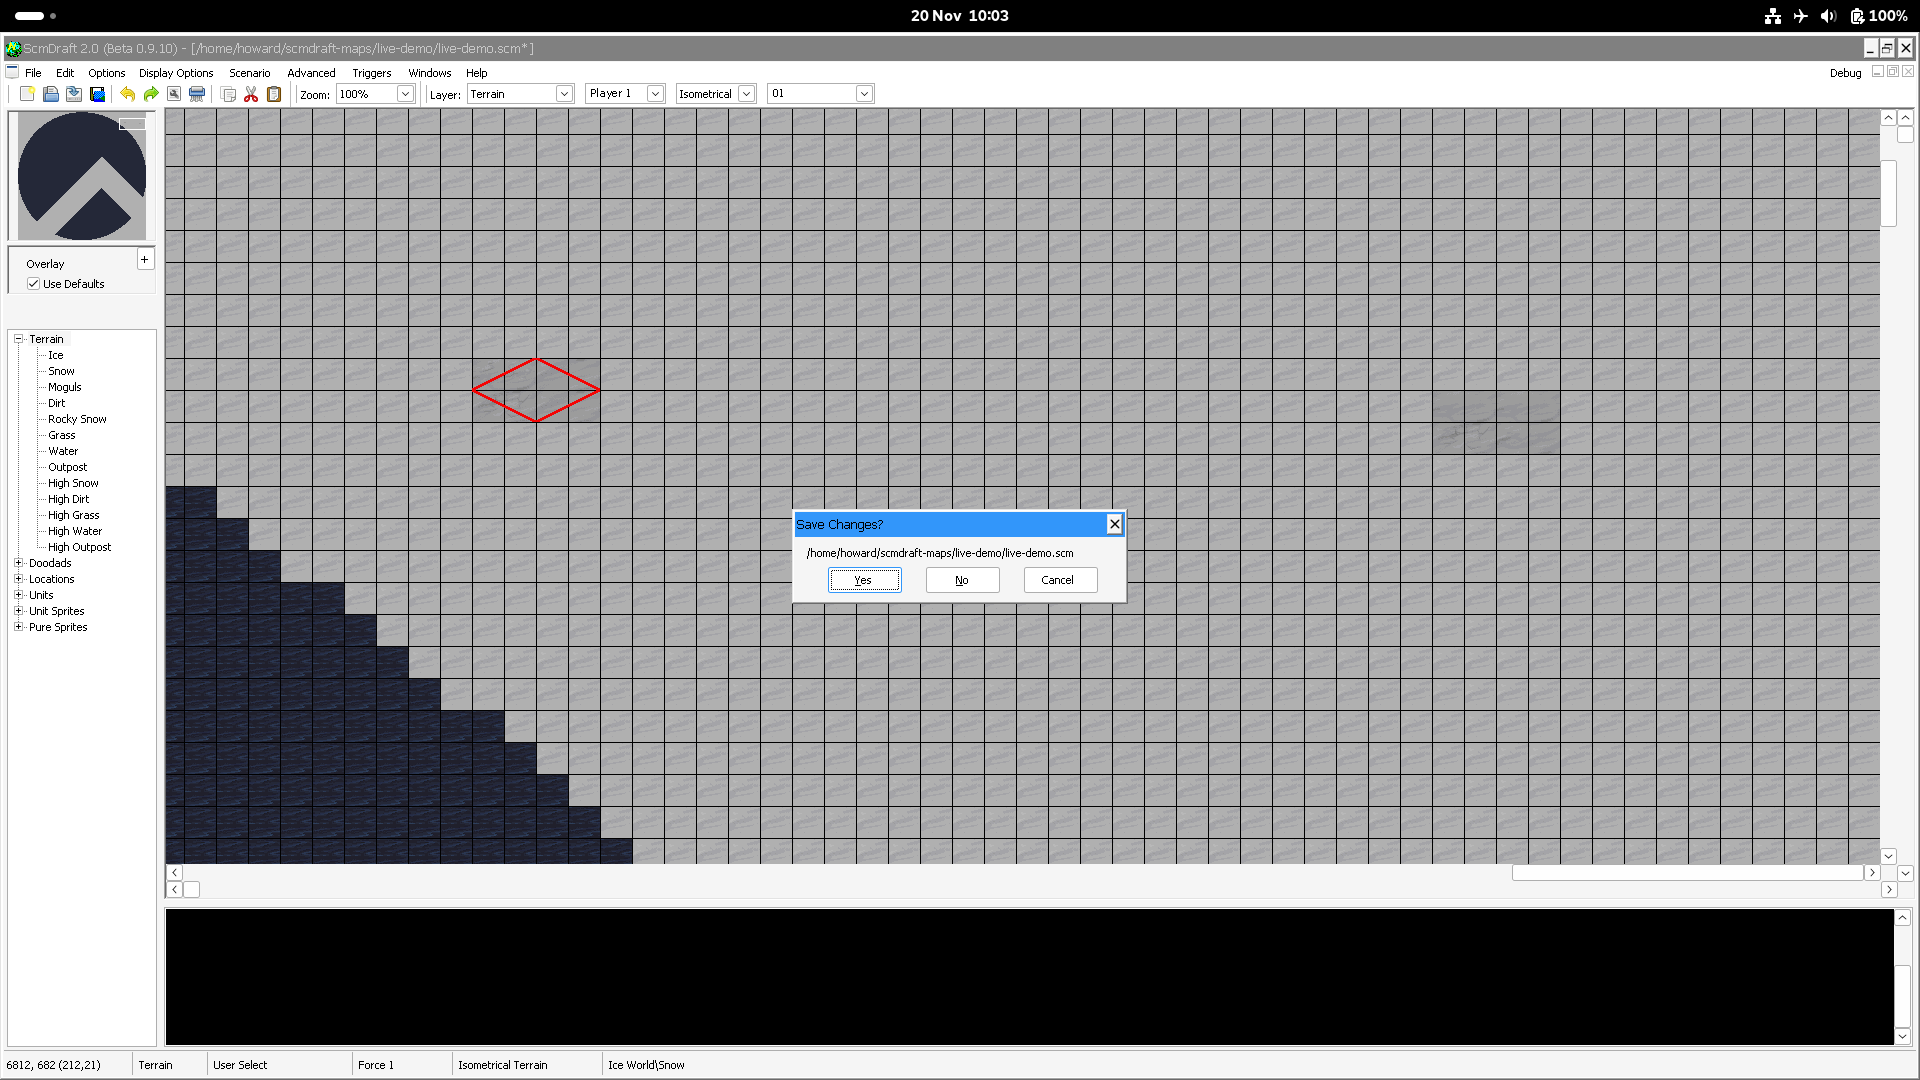 20 Nov 10:03
100%
ScmDraft 2.0 (Beta 0.9.10) - [/home/howard/scmdraft-maps/live-demo/live-demo.scm*]
File Edit Options Display Options Scenario Advanced Triggers Windows Help Debug
Zoom: 100% Layer: Terrain Player 1 Isometrical 01
Overlay
+
Use Defaults
Terrain
Ice
Snow
Moguls
Dirt
Rocky Snow
Grass
Water
Outpost
High Snow
High Dirt
High Grass
High Water
High Outpost
Doodads
Locations
Units
Unit Sprites
Pure Sprites
Save Changes?
/home/howard/scmdraft-maps/live-demo/live-demo.scm
Yes No Cancel
6812, 682 (212,21) Terrain User Select Force 1 Isometrical Terrain Ice World\Snow